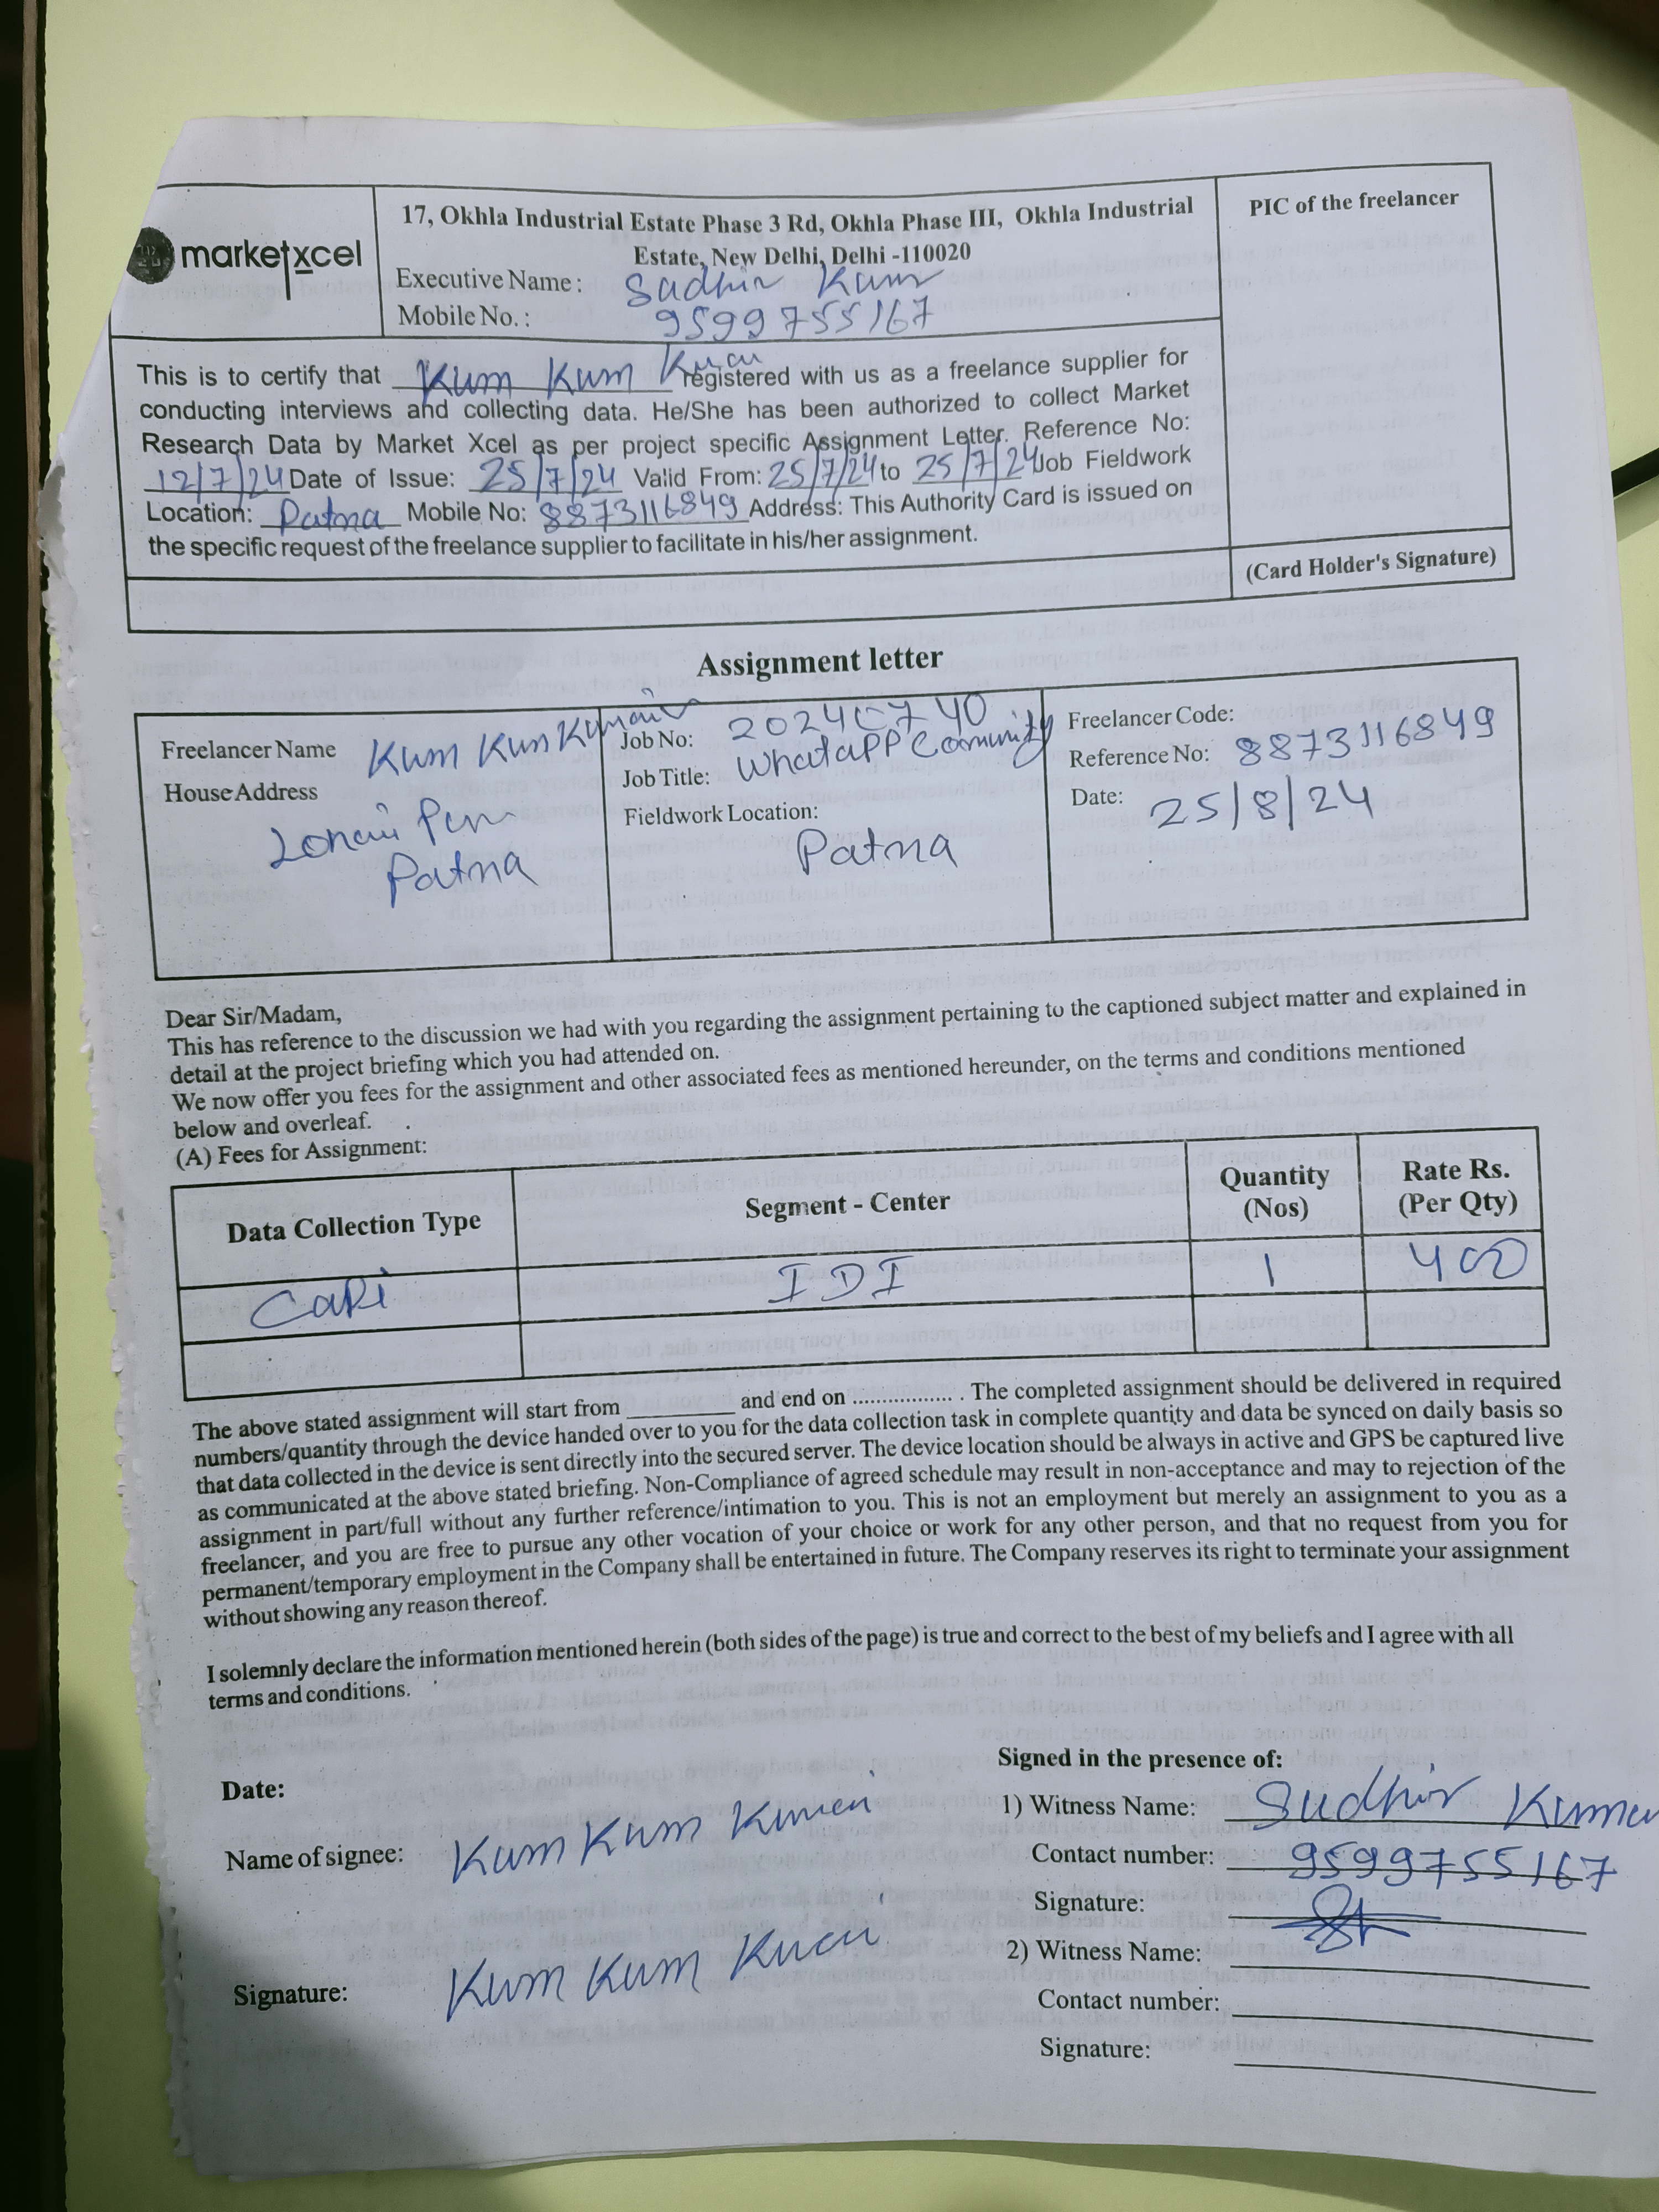 marketxcel
17, Okhla Industrial Estate Phase 3 Rd, Okhla Phase III, Okhla Industrial
Estate, New Delhi, Delhi -110020
Executive Name: Sudhir Kum
Mobile No.: 9599755167
PIC of the freelancer
This is to certify that Kum Kum registered with us as a freelance supplier for
conducting interviews and collecting data. He/She has been authorized to collect Market
Research Data by Market Xcel as per project specific Assignment Letter. Reference No:
12/7/24 Date of Issue: 25/7/24 Valid From: 25/7/24 to 25/7/24 Job Fieldwork
Location: Patna Mobile No: 8873116849 Address: This Authority Card is issued on
the specific request of the freelance supplier to facilitate in his/her assignment.
(Card Holder's Signature)
Assignment letter
Freelancer Name Kum Kum Kumari
House Address
Patna
Job No: 2024C740
Job Title: WhatAPP Comunity
Fieldwork Location:
Patna
Freelancer Code:
Reference No: 8873116849
Date: 25/8/24
Dear Sir/Madam,
This has reference to the discussion we had with you regarding the assignment pertaining to the captioned subject matter and explained in
detail at the project briefing which you had attended on.
We now offer you fees for the assignment and other associated fees as mentioned hereunder, on the terms and conditions mentioned
below and overleaf.
(A) Fees for Assignment:
Data Collection Type Segment - Center Quantity (Nos) Rate Rs. (Per Qty)
CaPi IDI 1 400
The above stated assignment will start from ________ and end on ................. . The completed assignment should be delivered in required
numbers/quantity through the device handed over to you for the data collection task in complete quantity and data be synced on daily basis so
that data collected in the device is sent directly into the secured server. The device location should be always in active and GPS be captured live
as communicated at the above stated briefing. Non-Compliance of agreed schedule may result in non-acceptance and may to rejection of the
assignment in part/full without any further reference/intimation to you. This is not an employment but merely an assignment to you as a
freelancer, and you are free to pursue any other vocation of your choice or work for any other person, and that no request from you for
permanent/temporary employment in the Company shall be entertained in future. The Company reserves its right to terminate your assignment
without showing any reason thereof.
I solemnly declare the information mentioned herein (both sides of the page) is true and correct to the best of my beliefs and I agree with all
terms and conditions.
Date:
Name of signee: Kum Kum Kumari
Signature: Kum Kum
Signed in the presence of:
1) Witness Name: Sudhir Kumar
Contact number: 9599755167
Signature:
2) Witness Name:
Contact number:
Signature: